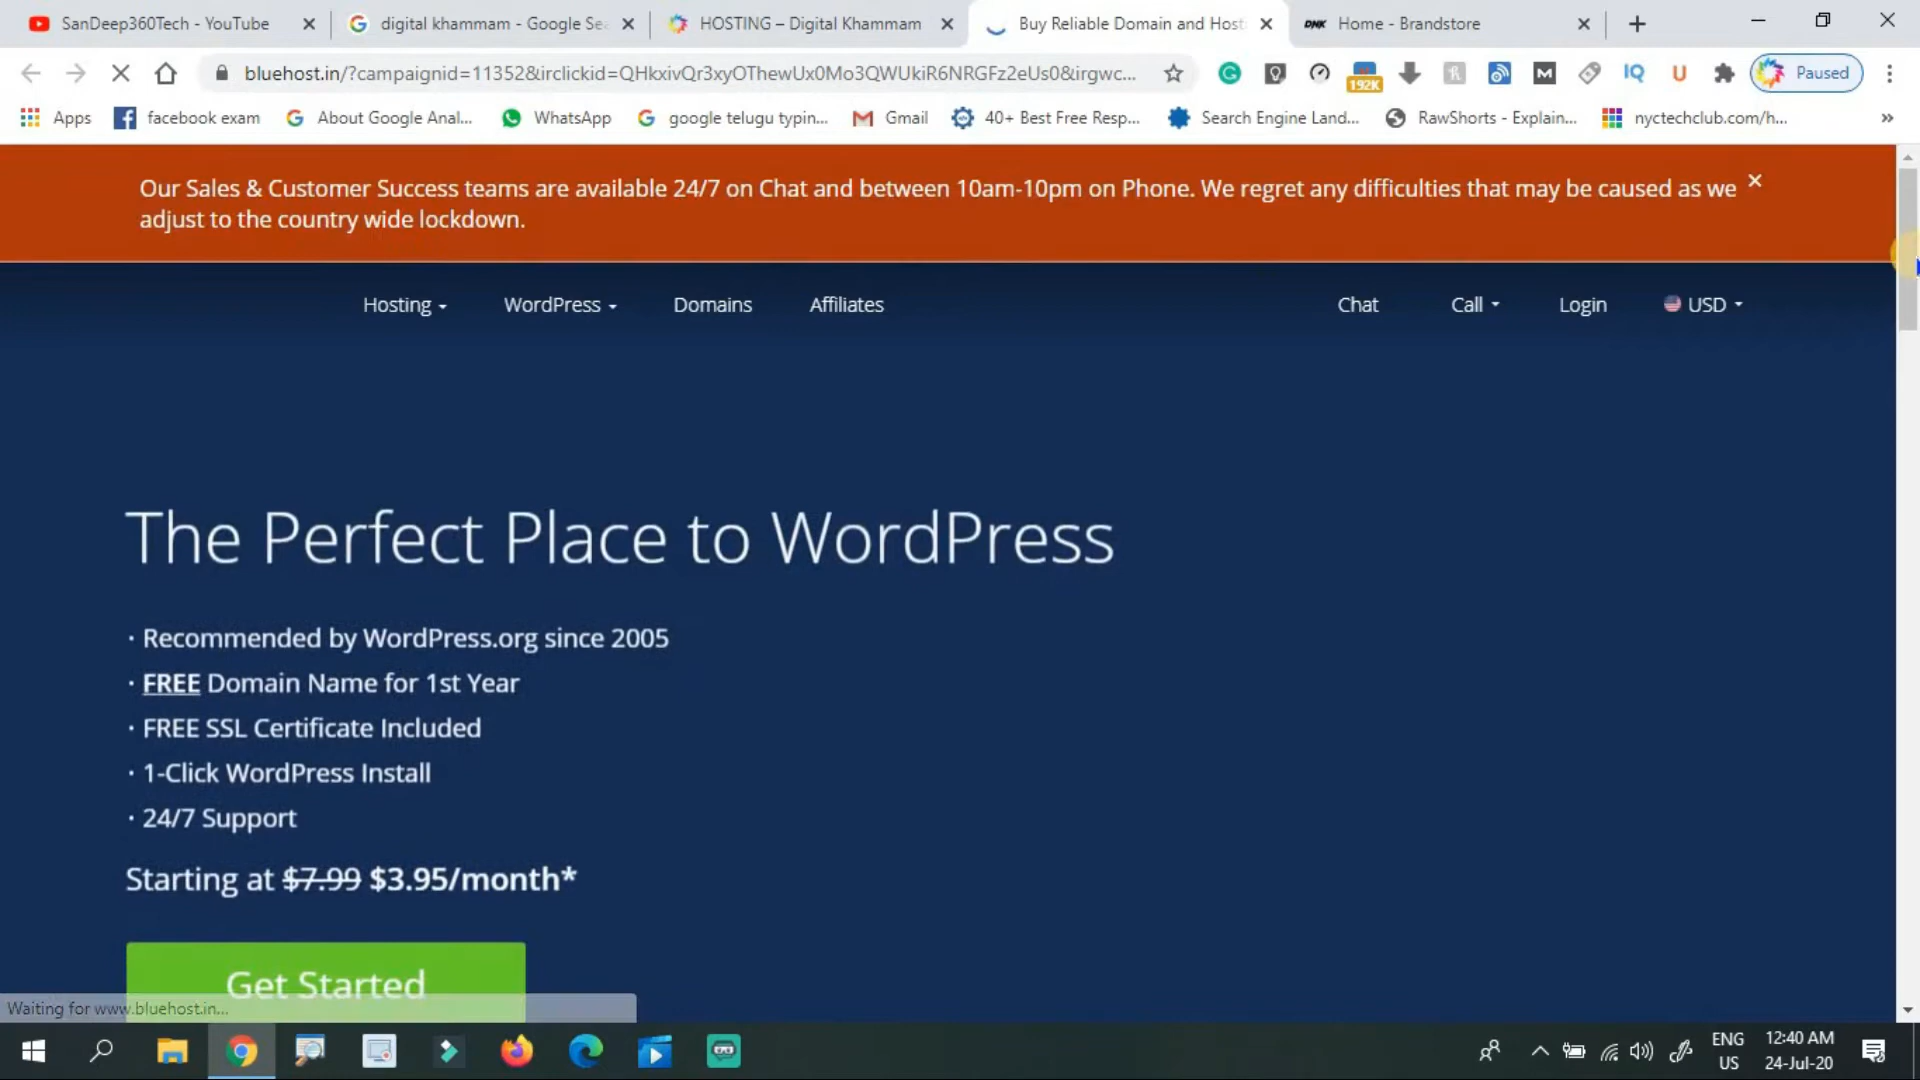 SanDeep360Tech - YouTube
digital khammam - Google Se
HOSTING – Digital Khammam
Buy Reliable Domain and Host
DNK Home - Brandstore
bluehost.in/?campaignid=11352&irclickid=QHkxivQr3xyOThewUx0Mo3QWUkiR6NRGFz2eUs0&irgwc...
192K
M
IQ
U
Paused
Apps
facebook exam
About Google Anal...
WhatsApp
google telugu typin...
Gmail
40+ Best Free Resp...
Search Engine Land...
RawShorts - Explain...
nyctechclub.com/h...
Our Sales & Customer Success teams are available 24/7 on Chat and between 10am-10pm on Phone. We regret any difficulties that may be caused as we
adjust to the country wide lockdown.
Hosting
WordPress
Domains
Affiliates
Chat
Call
Login
USD
The Perfect Place to WordPress
· Recommended by WordPress.org since 2005
· FREE Domain Name for 1st Year
· FREE SSL Certificate Included
· 1-Click WordPress Install
· 24/7 Support
Starting at $7.99 $3.95/month*
Get Started
Waiting for www.bluehost.in...
ENG
US
12:40 AM
24-Jul-20